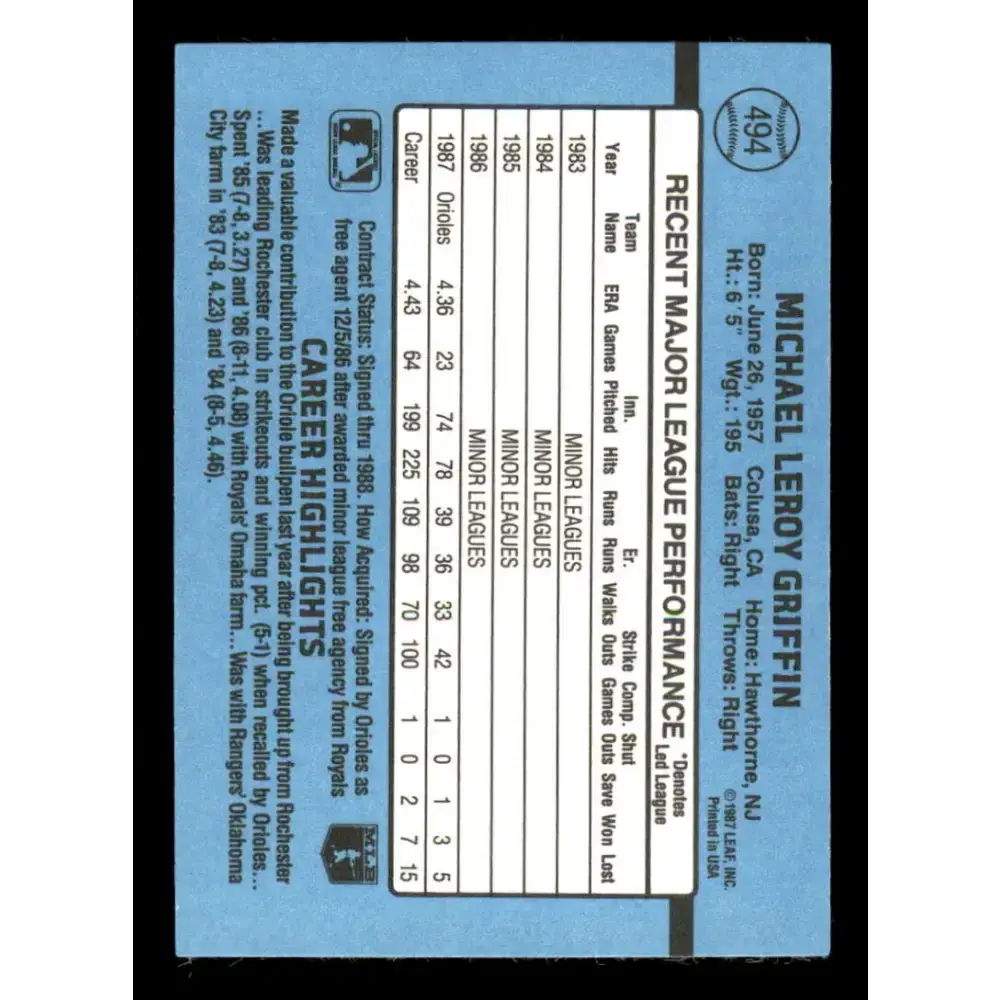 494
MICHAEL LEROY GRIFFIN
Born: June 26, 1957 Colusa, CA Home: Hawthorne, NJ
Ht.: 6'5" Wgt.: 195 Bats: Right Throws: Right
©1987 LEAF, INC.
Printed in USA
RECENT MAJOR LEAGUE PERFORMANCE *Denotes Led League
Year Team Name ERA Games Inn. Pitched Hits Runs Er. Runs Walks Strike Outs Comp. Games Shut Outs Save Won Lost
1983 MINOR LEAGUES
1984 MINOR LEAGUES
1985 MINOR LEAGUES
1986 MINOR LEAGUES
1987 Orioles 4.36 23 74 78 39 36 33 42 1 0 1 3 5
Career 4.43 64 199 225 109 98 70 100 1 0 2 7 15
Contract Status: Signed thru 1988. How Acquired: Signed by Orioles as
free agent 12/5/86 after awarded minor league free agency from Royals
MLB
CAREER HIGHLIGHTS
Made a valuable contribution to the Oriole bullpen last year after being brought up from Rochester
...Was leading Rochester club in strikeouts and winning pct. (5-1) when recalled by Orioles...
Spent '85 (7-8, 3.27) and '86 (8-11, 4.08) with Royals' Omaha farm...Was with Rangers' Oklahoma
City farm in '83 (7-8, 4.23) and '84 (8-5, 4.46).